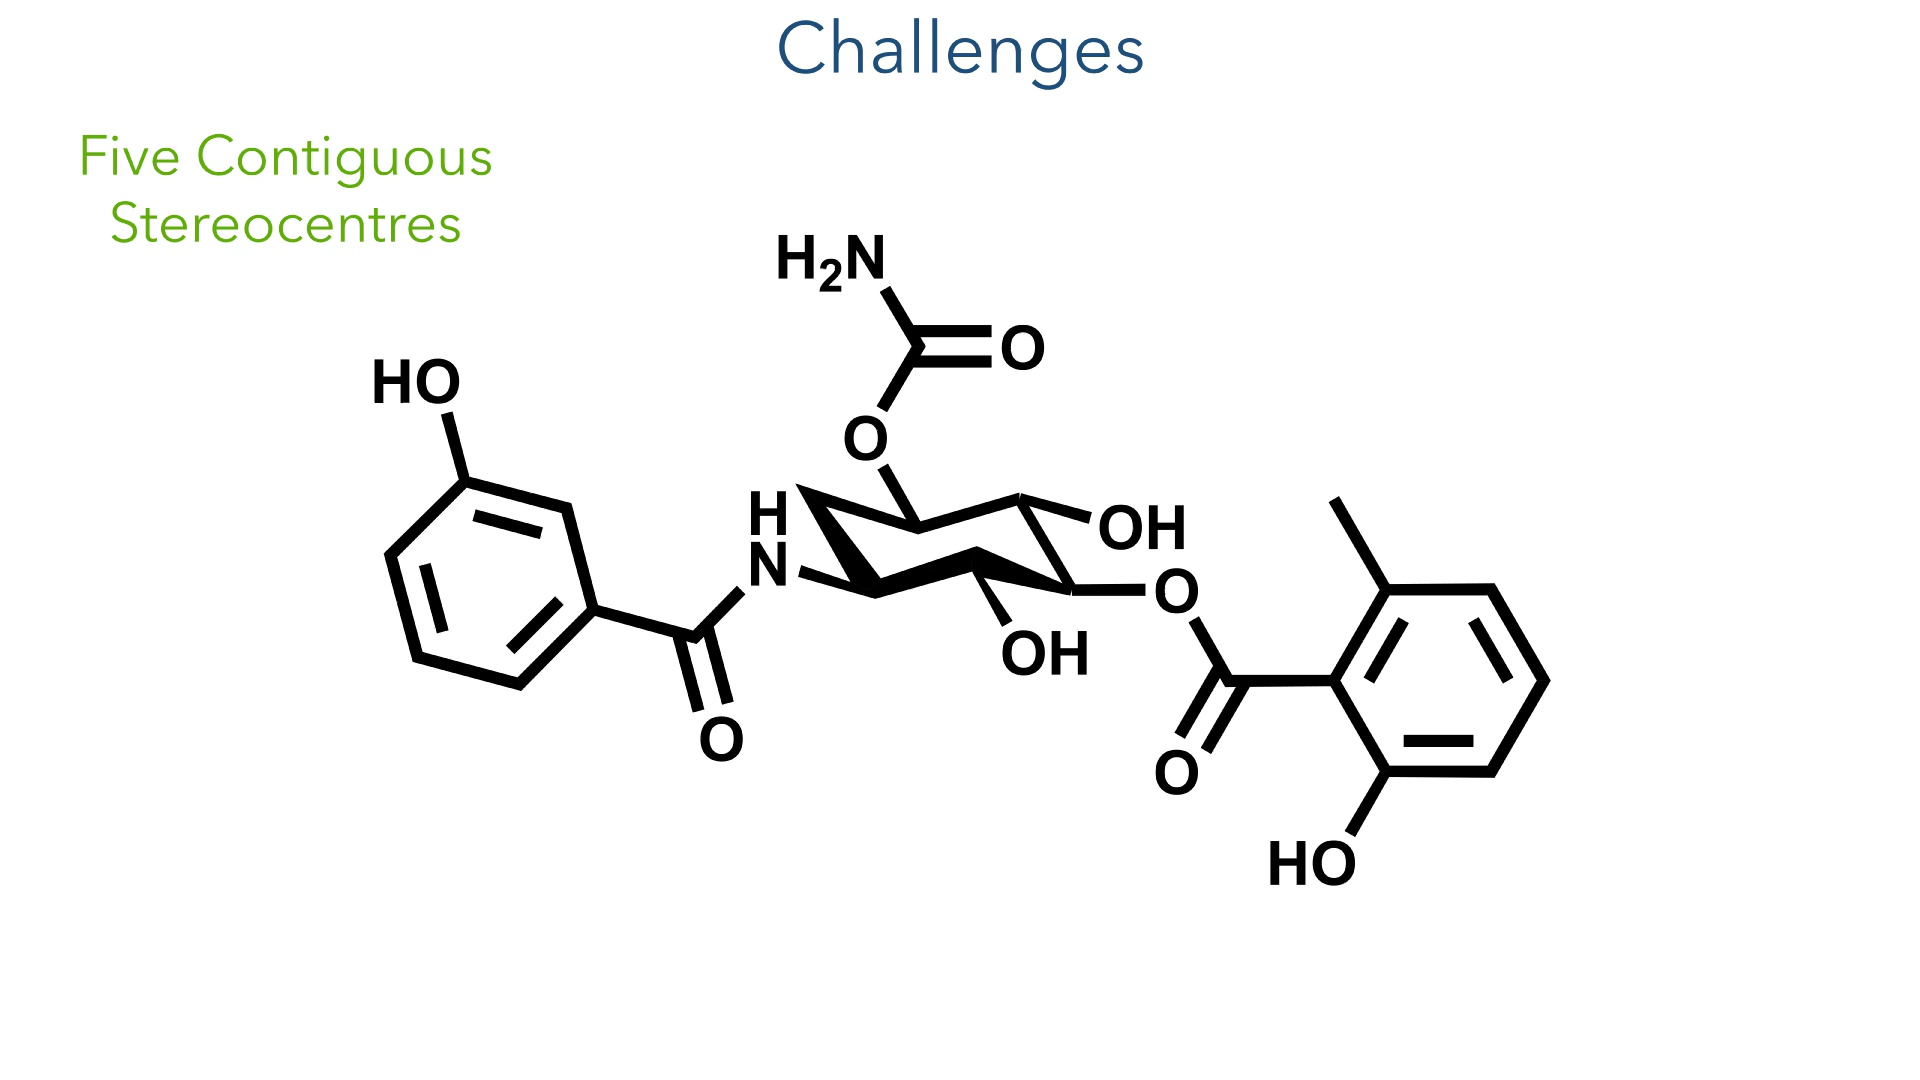 Challenges
Five Contiguous
Stereocentres
H₂N
O
HO
O
H
N
OH
O
OH
O
O
HO